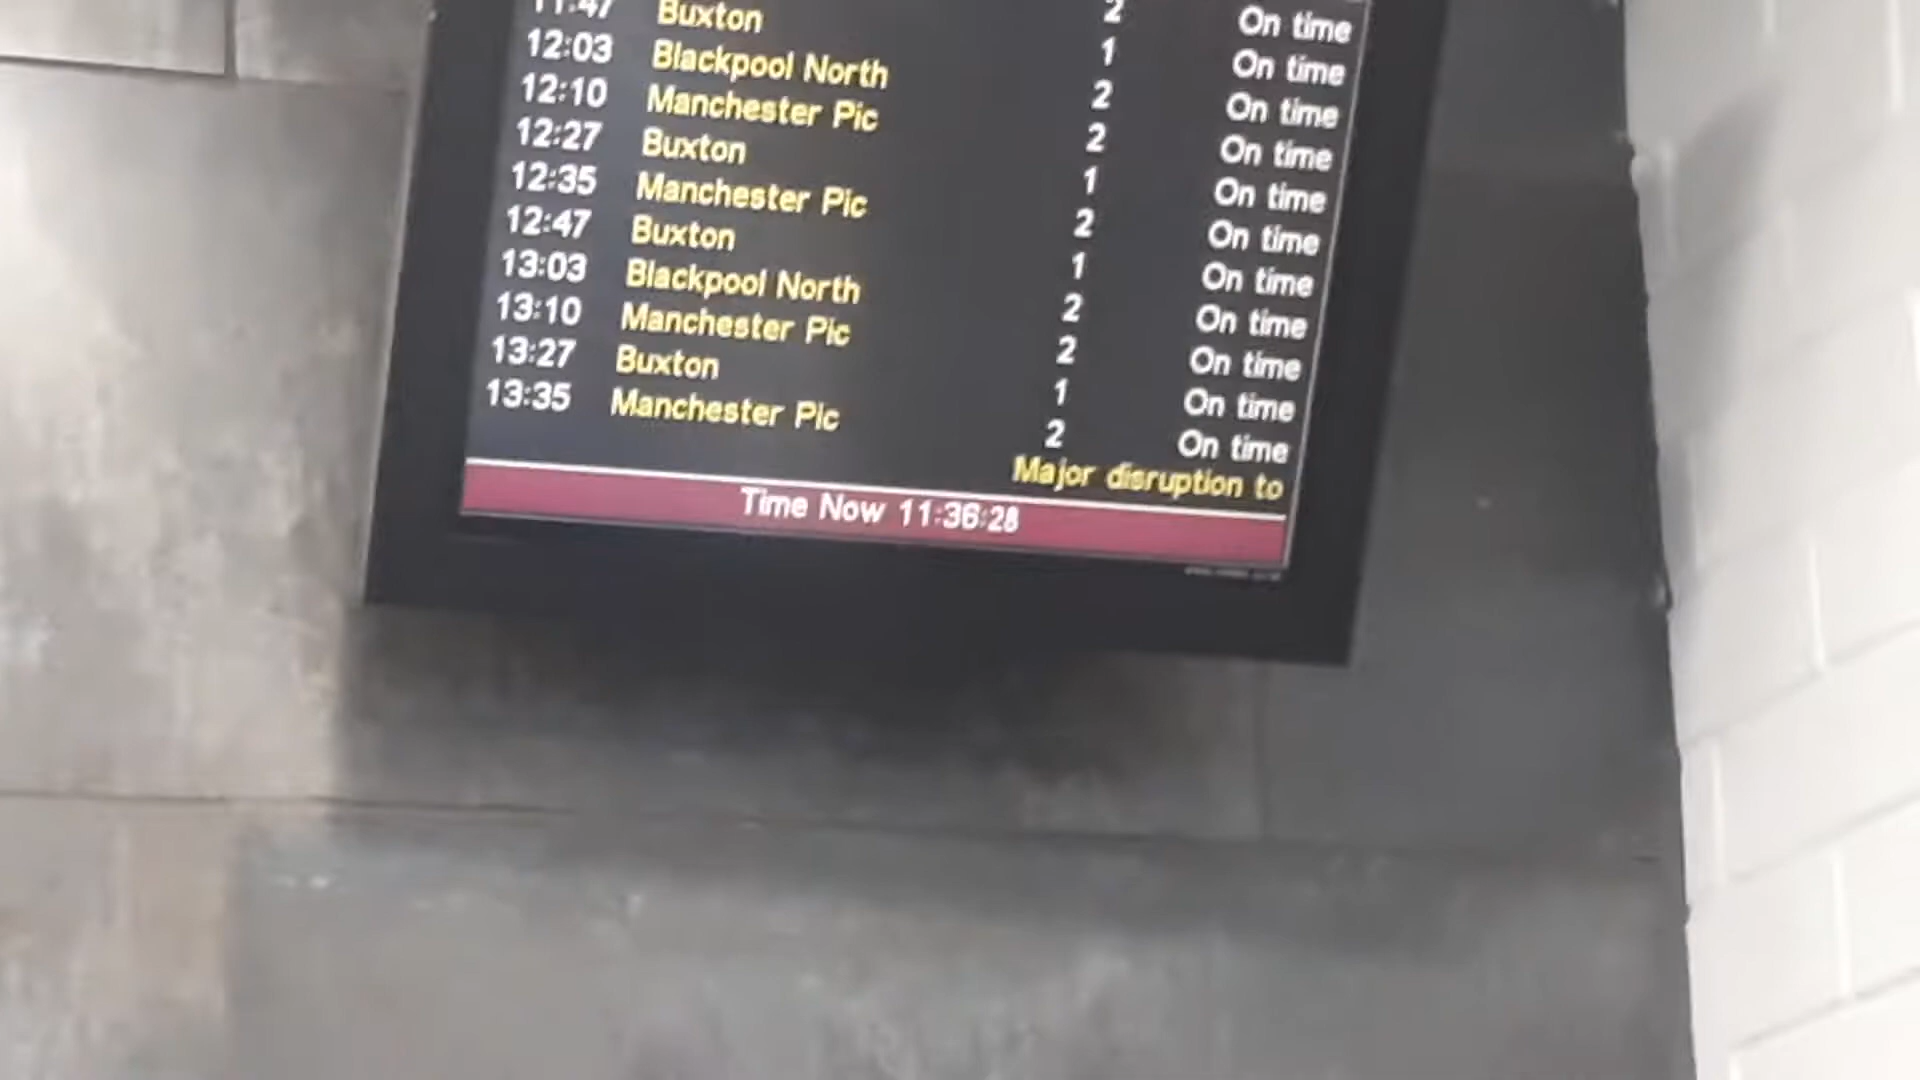 2 On time
11:47 Buxton 1 On time
12:03 Blackpool North 2 On time
12:10 Manchester Pic 2 On time
12:27 Buxton 1 On time
12:35 Manchester Pic 2 On time
12:47 Buxton 1 On time
13:03 Blackpool North 2 On time
13:10 Manchester Pic 2 On time
13:27 Buxton 1 On time
13:35 Manchester Pic 2 On time
Major disruption to
Time Now 11:36:28